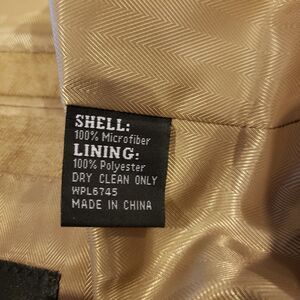 SHELL:
100% Microfiber
LINING:
100% Polyester
DRY CLEAN ONLY
WPL6745
MADE IN CHINA